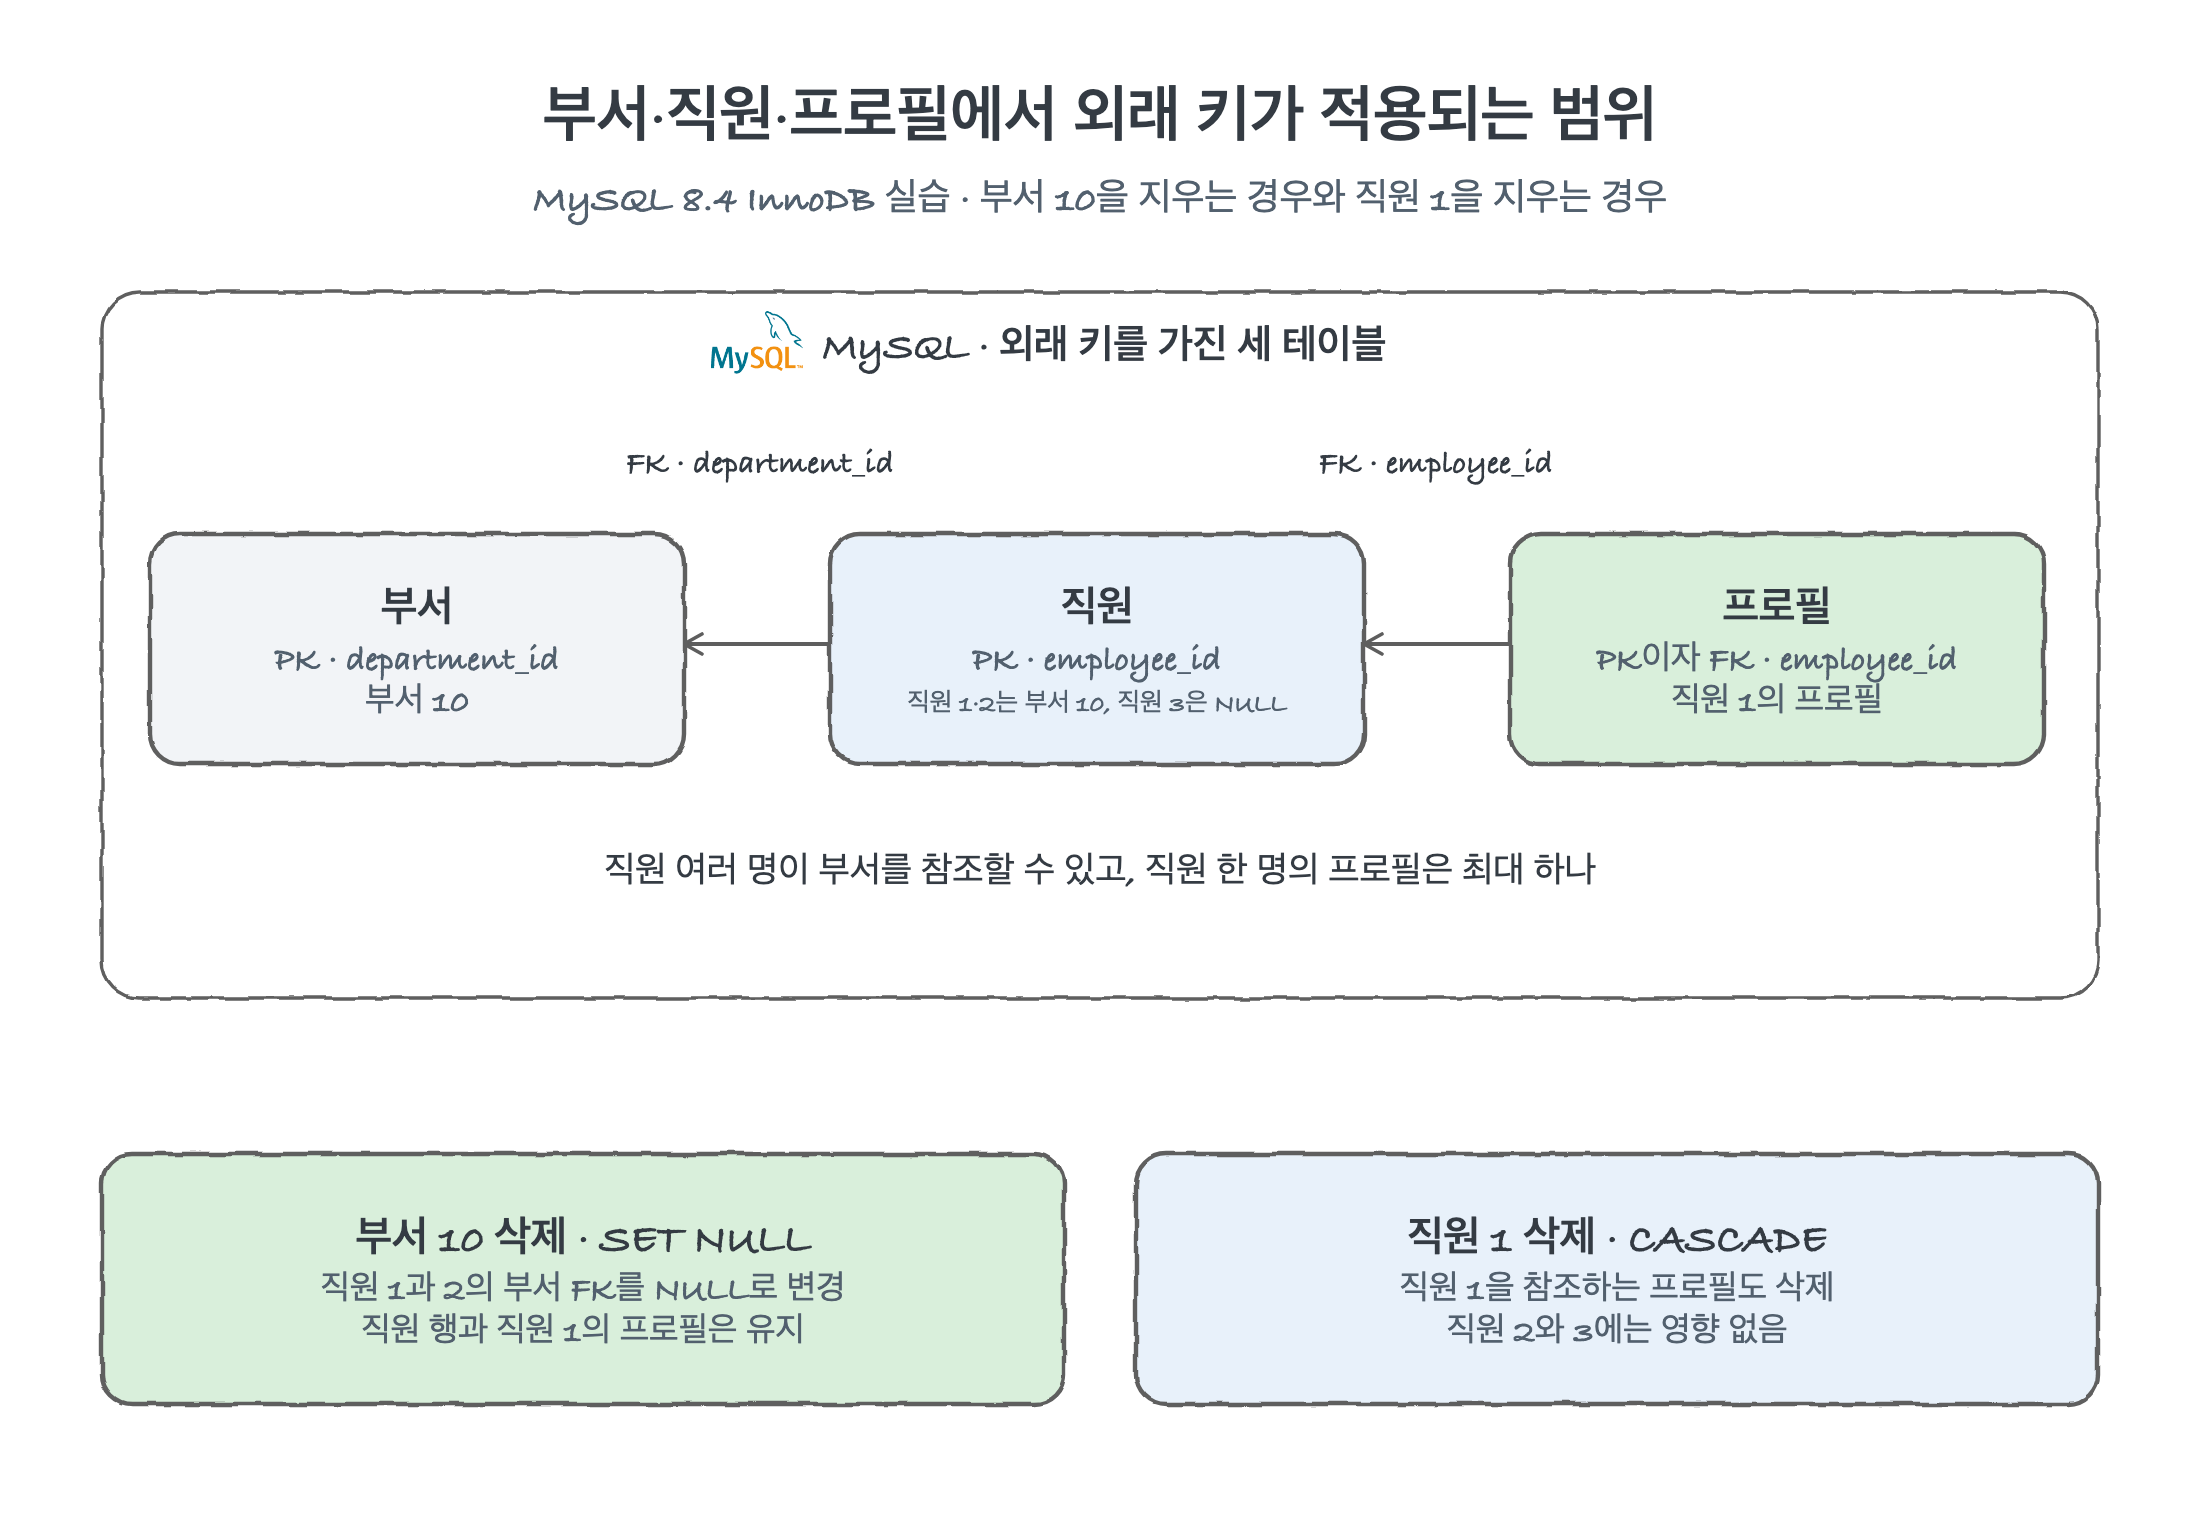 부서·직원·프로필에서 외래 키가 적용되는 범위
MySQL 8.4 InnoDB 실습 · 부서 10을 지우는 경우와 직원 1을 지우는 경우
MySQL™ MySQL · 외래 키를 가진 세 테이블
FK · department_id
FK · employee_id
부서
PK · department_id
부서 10
직원
PK · employee_id
직원 1·2는 부서 10, 직원 3은 NULL
프로필
PK이자 FK · employee_id
직원 1의 프로필
직원 여러 명이 부서를 참조할 수 있고, 직원 한 명의 프로필은 최대 하나
부서 10 삭제 · SET NULL
직원 1과 2의 부서 FK를 NULL로 변경
직원 행과 직원 1의 프로필은 유지
직원 1 삭제 · CASCADE
직원 1을 참조하는 프로필도 삭제
직원 2와 3에는 영향 없음